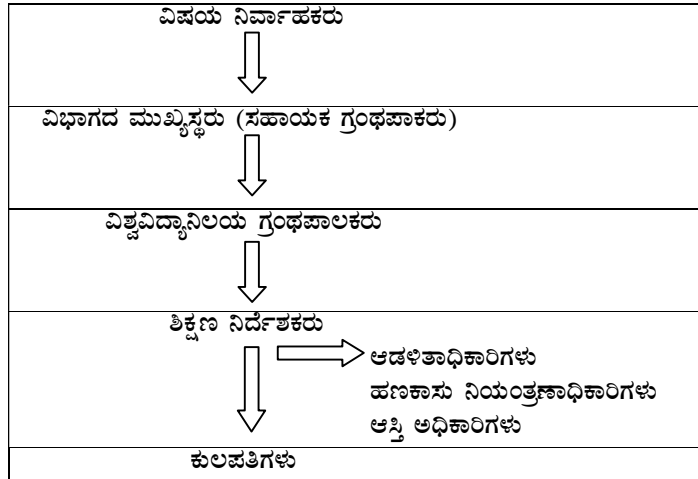 ವಿಷಯ ನಿರ್ವಾಹಕರು
ವಿಭಾಗದ ಮುಖ್ಯಸ್ಥರು (ಸಹಾಯಕ ಗ್ರಂಥಪಾಕರು)
ವಿಶ್ವವಿದ್ಯಾನಿಲಯ ಗ್ರಂಥಪಾಲಕರು
ಶಿಕ್ಷಣ ನಿರ್ದೆಶಕರು
ಆಡಳಿತಾಧಿಕಾರಿಗಳು
ಹಣಕಾಸು ನಿಯಂತ್ರಣಾಧಿಕಾರಿಗಳು
ಆಸ್ತಿ ಅಧಿಕಾರಿಗಳು
ಕುಲಪತಿಗಳು